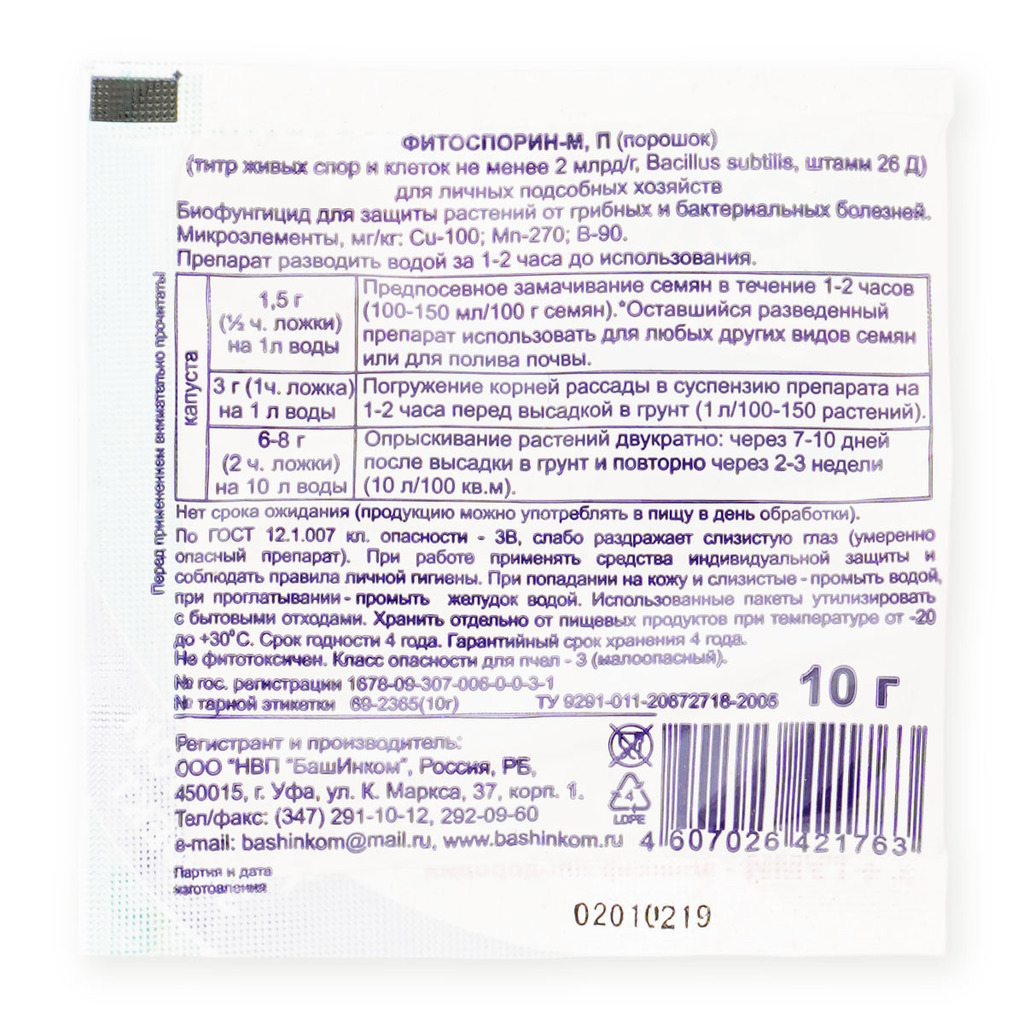 ФИТОСПОРИН-М, П (порошок)
(титр живых спор и клеток не менее 2 млрд/г, Bacillus subtilis, штамм 26 Д)
для личных подсобных хозяйств
Биофунгицид для защиты растений от грибных и бактериальных болезней.
Микроэлементы, мг/кг: Cu-100; Mn-270; B-90.
Препарат разводить водой за 1-2 часа до использования.
Перед применением внимательно прочитать!
капуста
1,5 г
(½ ч. ложки)
на 1л воды
Предпосевное замачивание семян в течение 1-2 часов
(100-150 мл/100 г семян).*Оставшийся разведенный
препарат использовать для любых других видов семян
или для полива почвы.
3 г (1ч. ложка)
на 1 л воды
Погружение корней рассады в суспензию препарата на
1-2 часа перед высадкой в грунт (1 л/100-150 растений).
6-8 г
(2 ч. ложки)
на 10 л воды
Опрыскивание растений двукратно: через 7-10 дней
после высадки в грунт и повторно через 2-3 недели
(10 л/100 кв.м).
Нет срока ожидания (продукцию можно употреблять в пищу в день обработки).
По ГОСТ 12.1.007 кл. опасности - 3В, слабо раздражает слизистую глаз (умеренно
опасный препарат). При работе применять средства индивидуальной защиты и
соблюдать правила личной гигиены. При попадании на кожу и слизистые - промыть водой,
при проглатывании - промыть желудок водой. Использованные пакеты утилизировать
с бытовыми отходами. Хранить отдельно от пищевых продуктов при температуре от -20
до +30°С. Срок годности 4 года. Гарантийный срок хранения 4 года.
Не фитотоксичен. Класс опасности для пчел - 3 (малоопасный).
№ гос. регистрации 1678-09-307-006-0-0-3-1
№ тарной этикетки 69-2365(10г) ТУ 9291-011-20672718-2005
10 г
Регистрант и производитель:
ООО "НВП "БашИнком", Россия, РБ,
450015, г. Уфа, ул. К. Маркса, 37, корп. 1.
Тел/факс: (347) 291-10-12, 292-09-60
e-mail: bashinkom@mail.ru, www.bashinkom.ru
4
LDPE
4 607026 421763
Партия и дата
изготовления
02010219